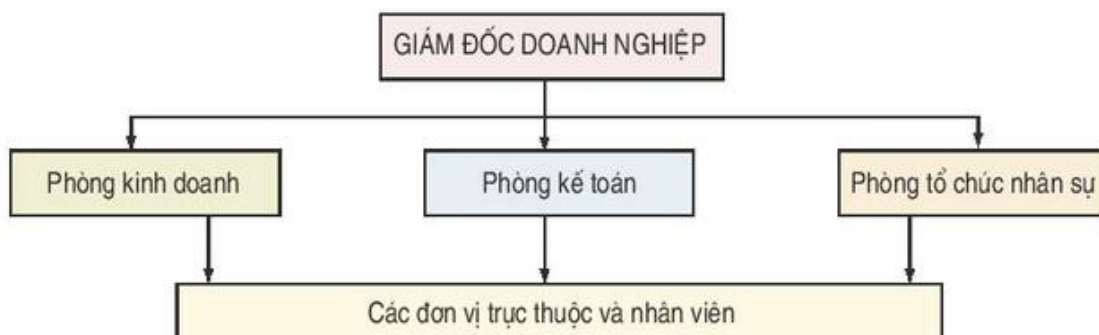 GIÁM ĐỐC DOANH NGHIỆP
Phòng kinh doanh
Phòng kế toán
Phòng tổ chức nhân sự
Các đơn vị trực thuộc và nhân viên